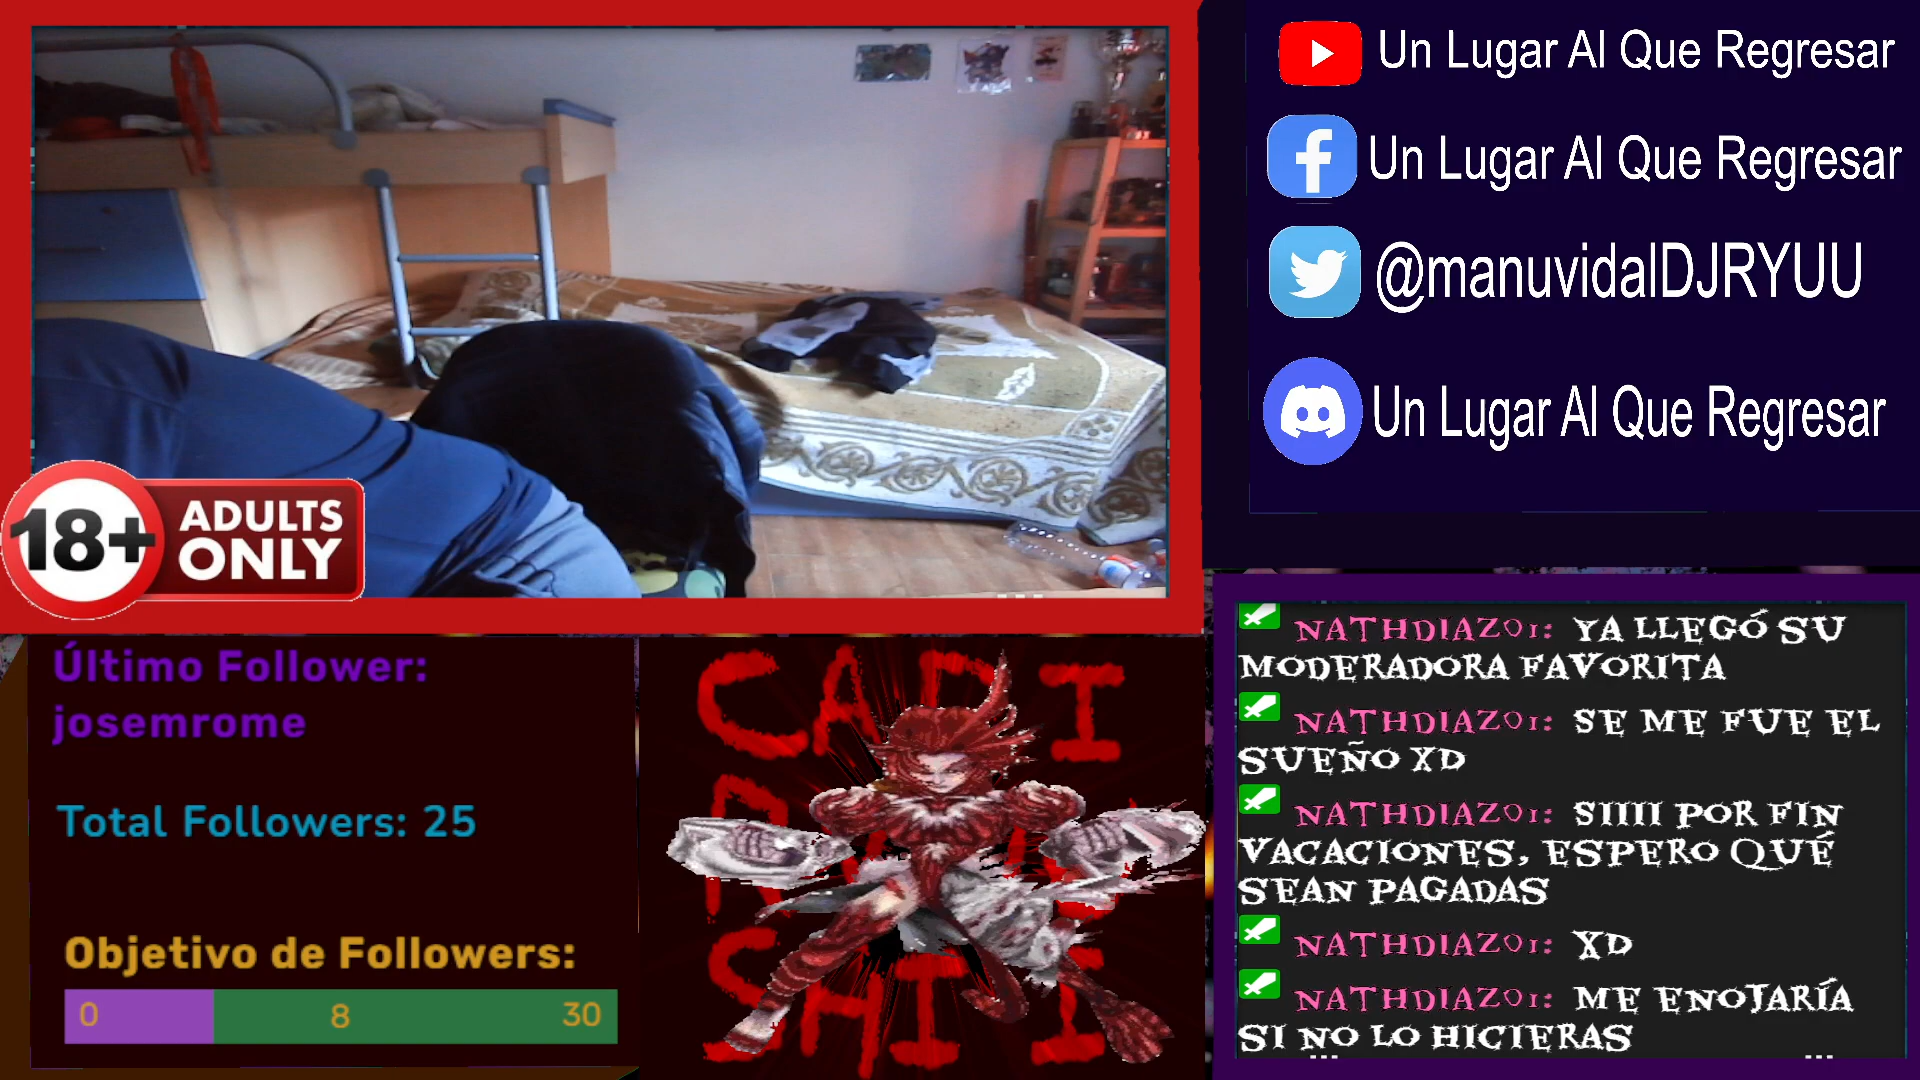 Un Lugar Al Que Regresar
Un Lugar Al Que Regresar
@manuvidalDJRYUU
Un Lugar Al Que Regresar
18+ ADULTS
ONLY
Último Follower:
josemrome
Total Followers: 25
Objetivo de Followers:
0 8 30
NATHDIAZ01: YA LLEGÓ SU
MODERADORA FAVORITA
NATHDIAZ01: SE ME FUE EL
SUEÑO XD
NATHDIAZ01: SIIII POR FIN
VACACIONES, ESPERO QUÉ
SEAN PAGADAS
NATHDIAZ01: XD
NATHDIAZ01: ME ENOJARÍA
SI NO LO HICIERAS